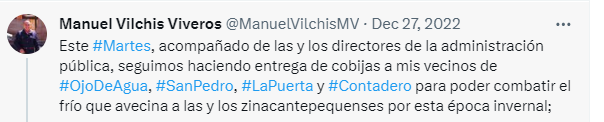 Manuel Vilchis Viveros @ManuelVilchisMV · Dec 27, 2022 ...
Este #Martes, acompañado de las y los directores de la administración
pública, seguimos haciendo entrega de cobijas a mis vecinos de
#OjoDeAgua, #SanPedro, #LaPuerta y #Contadero para poder combatir el
frío que avecina a las y los zinacantepequenses por esta época invernal;